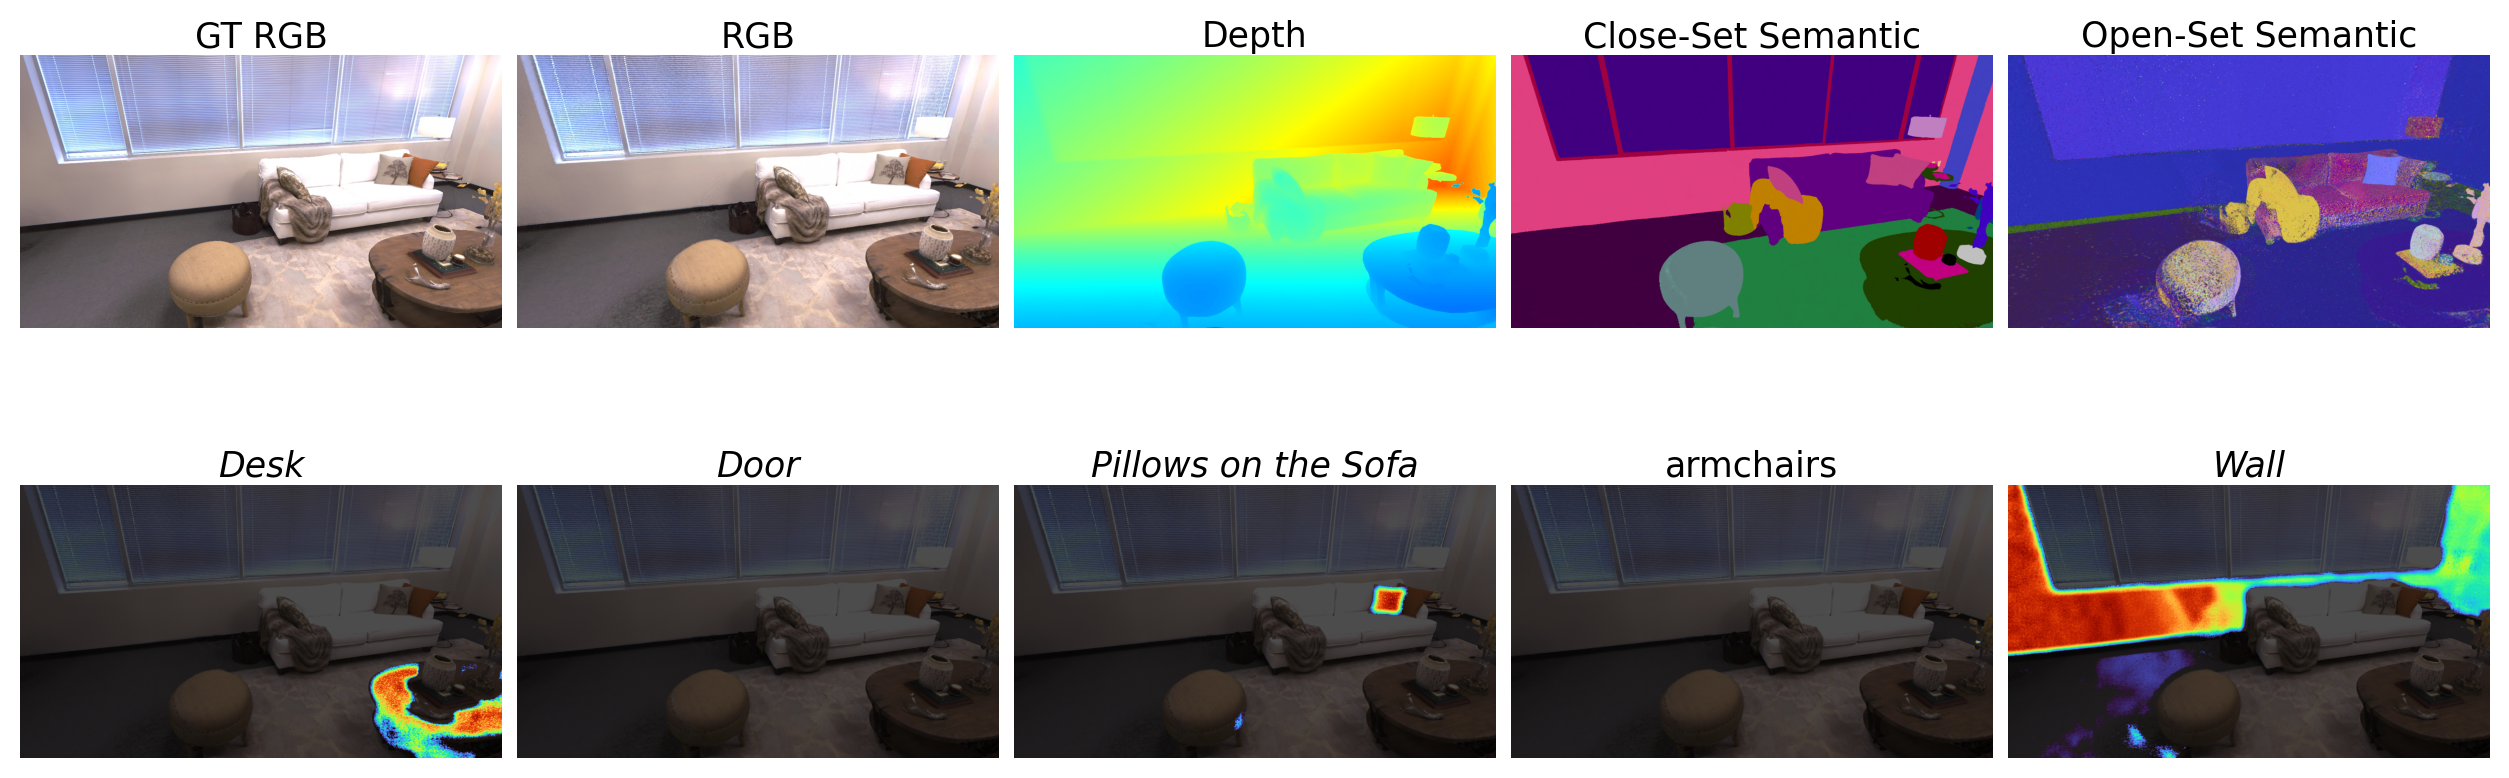 GT RGB
RGB
Depth
Close-Set Semantic
Open-Set Semantic
Desk
Door
Pillows on the Sofa
armchairs
Wall